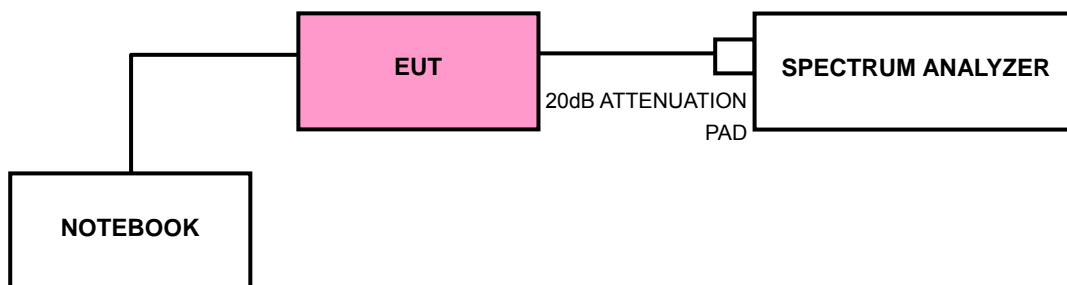 EUT
SPECTRUM ANALYZER
20dB ATTENUATION
PAD
NOTEBOOK